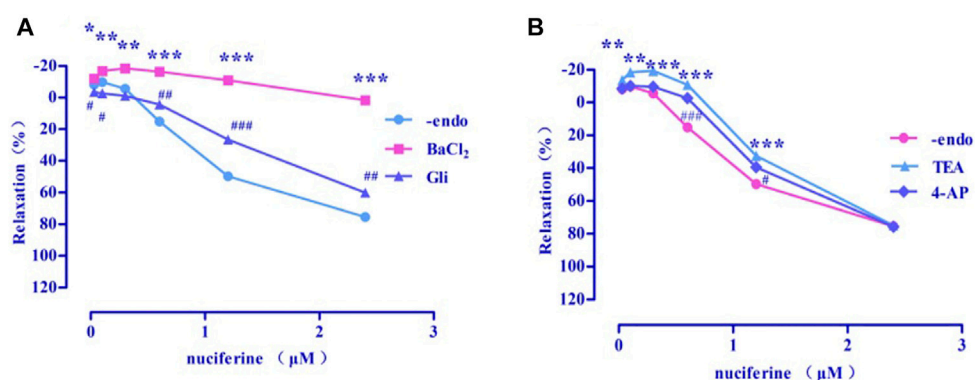 A
* ** ** *** *** ***
-20
0
20
40
60
80
100
120
Relaxation (%)
# # ## ### ##
-endo
BaCl₂
Gli
0 1 2 3
nuciferine （ μM）
B
** ** *** *** ***
-20
0
20
40
60
80
100
120
Relaxation (%)
### #
-endo
TEA
4-AP
0 1 2 3
nuciferine （ μM）